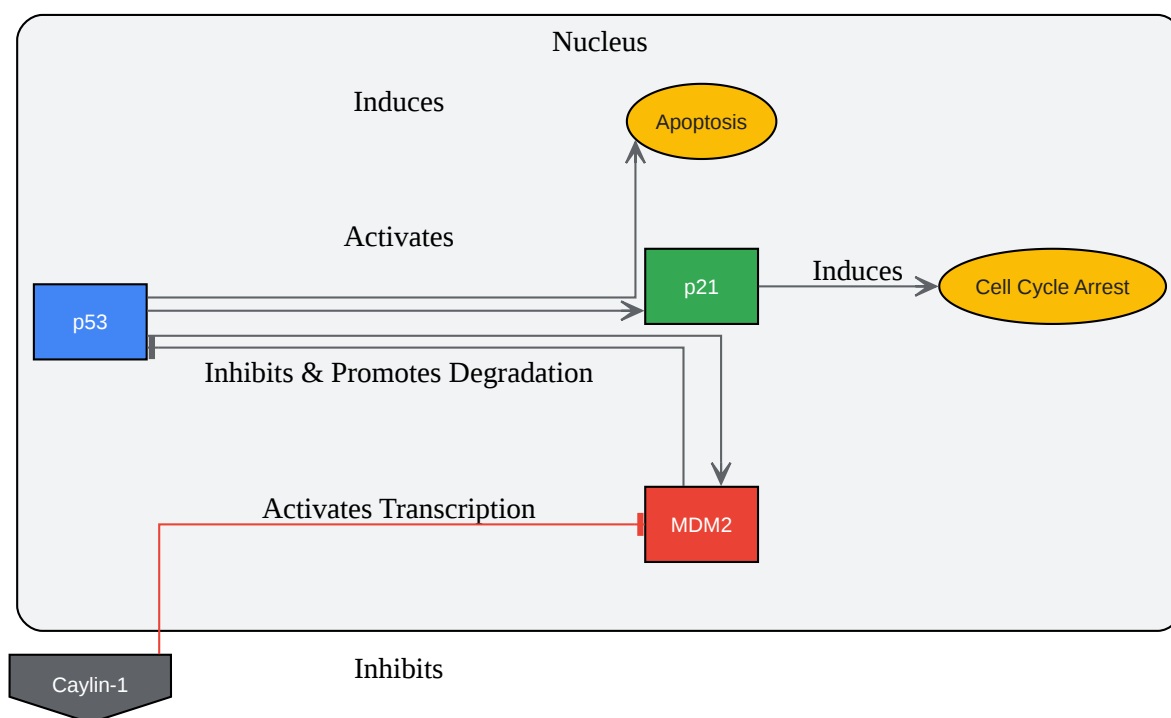 Nucleus
Induces
Apoptosis
Activates
p21
Induces
Cell Cycle Arrest
p53
Inhibits & Promotes Degradation
Activates Transcription
MDM2
Inhibits
Caylin-1